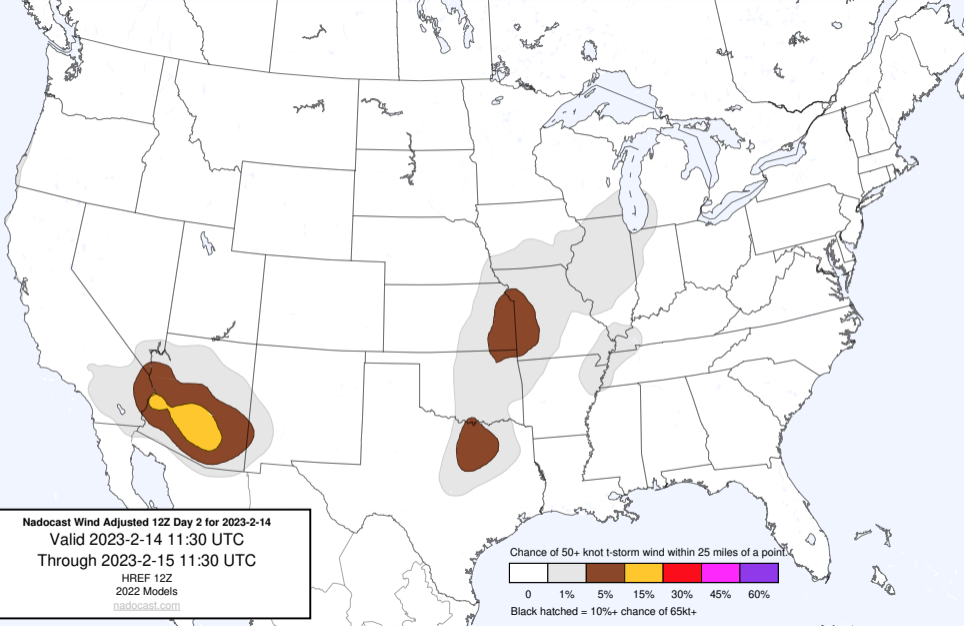 Nadocast Wind Adjusted 12Z Day 2 for 2023-2-14
Valid 2023-2-14 11:30 UTC
Through 2023-2-15 11:30 UTC
HREF 12Z
2022 Models
nadocast.com
Chance of 50+ knot t-storm wind within 25 miles of a point.
0 1% 5% 15% 30% 45% 60%
Black hatched = 10%+ chance of 65kt+